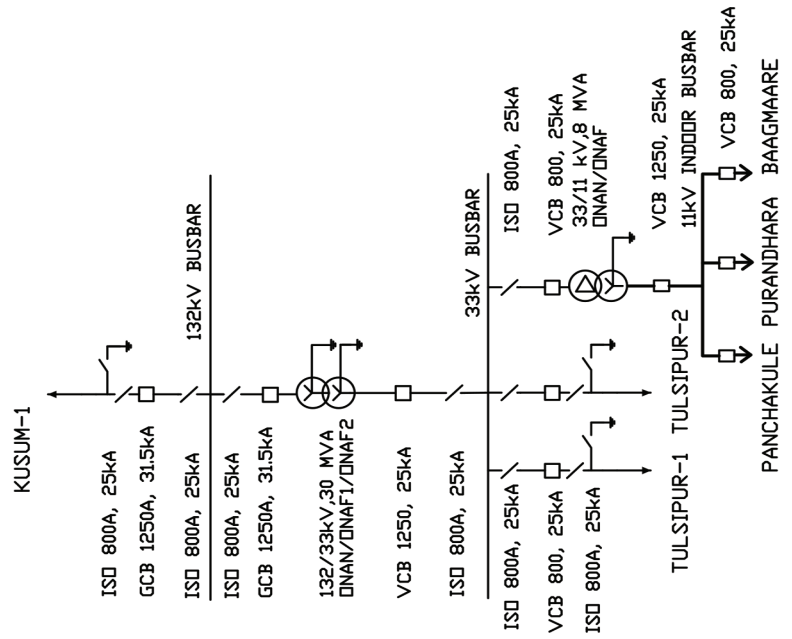 KUSUM-1
ISO 800A, 25kA
GCB 1250A, 31.5kA
ISO 800A, 25kA
132kV BUSBAR
ISO 800A, 25kA
GCB 1250A, 31.5kA
132/33kV,30 MVA
ONAN/ONAF1/ONAF2
VCB 1250, 25kA
ISO 800A, 25kA
33kV BUSBAR
ISO 800A, 25kA
VCB 800, 25kA
ISO 800A, 25kA
TULSIPUR-1
TULSIPUR-2
ISO 800A, 25kA
VCB 800, 25kA
33/11 kV,8 MVA
ONAN/ONAF
VCB 1250, 25kA
11kV INDOOR BUSBAR
VCB 800, 25kA
PANCHAKULE
PURANDHARA
BAAGMAARE